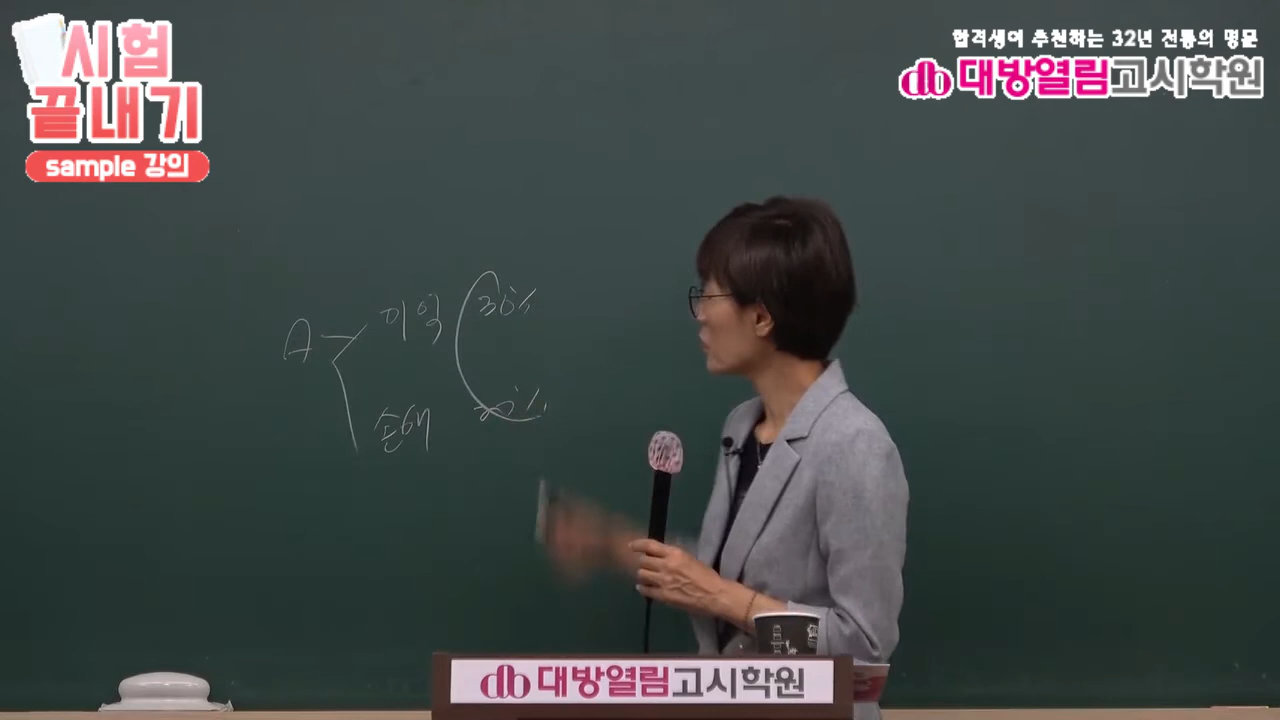 시험
끝내기
sample 강의
합격생이 추천하는 32년 전통의 명문
대방열림고시학원
A
이익 30%
손해 20%
대방열림고시학원